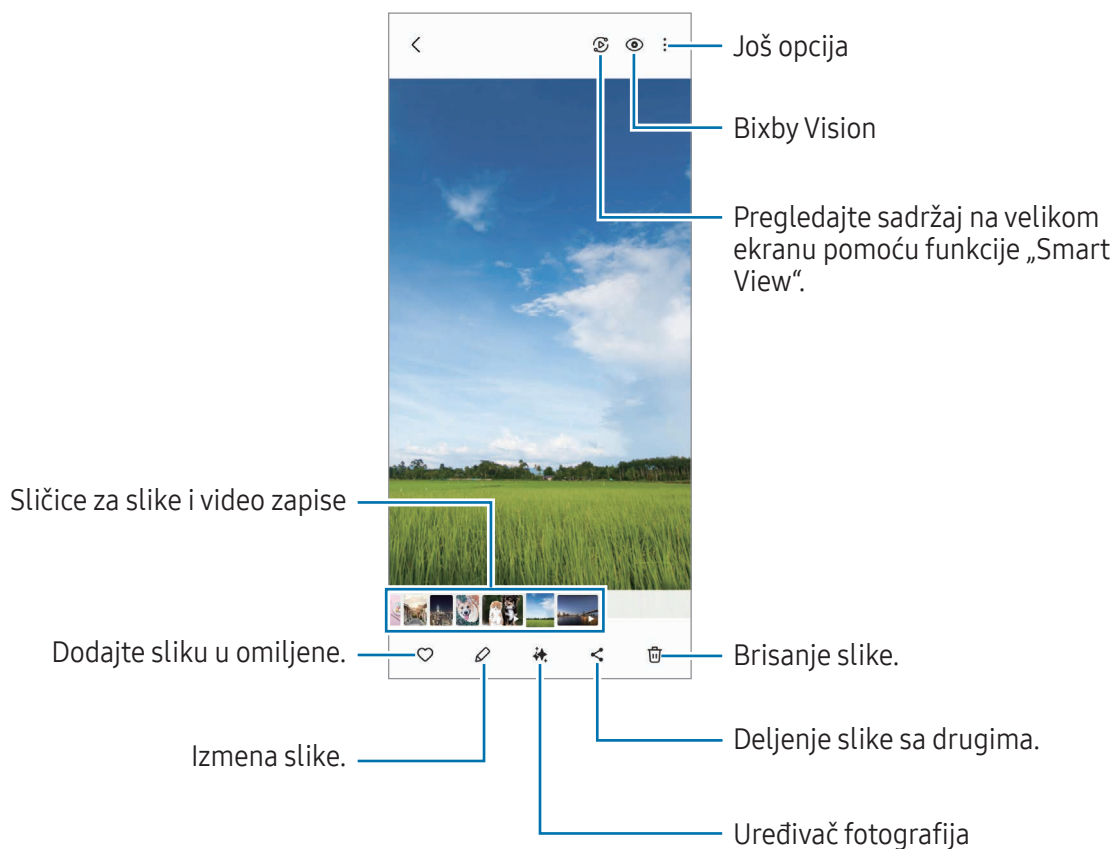 Još opcija
Bixby Vision
Pregledajte sadržaj na velikom
ekranu pomoću funkcije „Smart
View“.
Sličice za slike i video zapise
Dodajte sliku u omiljene.
Brisanje slike.
Izmena slike.
Deljenje slike sa drugima.
Uređivač fotografija